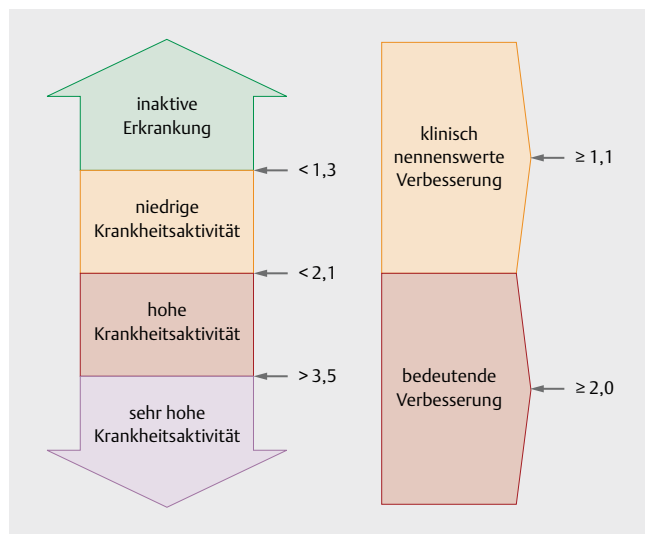 inaktive
Erkrankung
< 1,3
niedrige
Krankheitsaktivität
< 2,1
hohe
Krankheitsaktivität
> 3,5
sehr hohe
Krankheitsaktivität
klinisch
nennenswerte
Verbesserung
≥ 1,1
bedeutende
Verbesserung
≥ 2,0